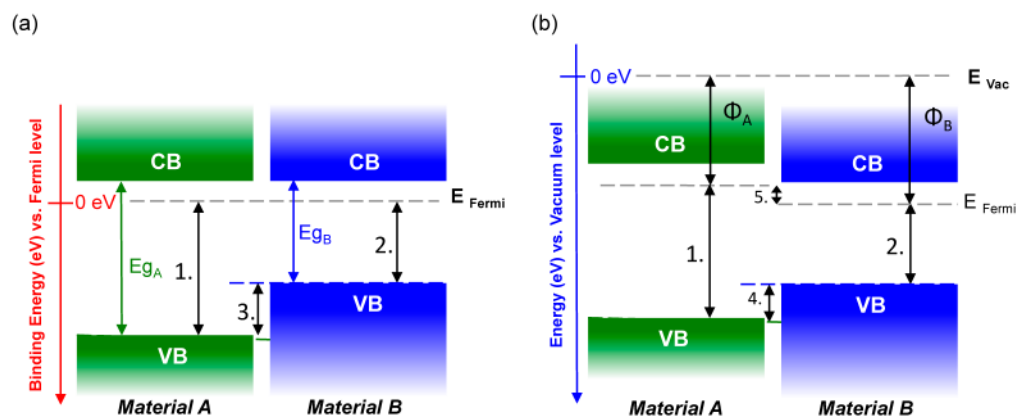 (a)
Binding Energy (eV) vs. Fermi level
0 eV
CB
CB
E Fermi
EgA
1.
EgB
2.
3.
VB
VB
Material A
Material B
(b)
Energy (eV) vs. Vacuum level
0 eV
E Vac
ΦA
ΦB
CB
CB
5.
E Fermi
1.
2.
4.
VB
VB
Material A
Material B